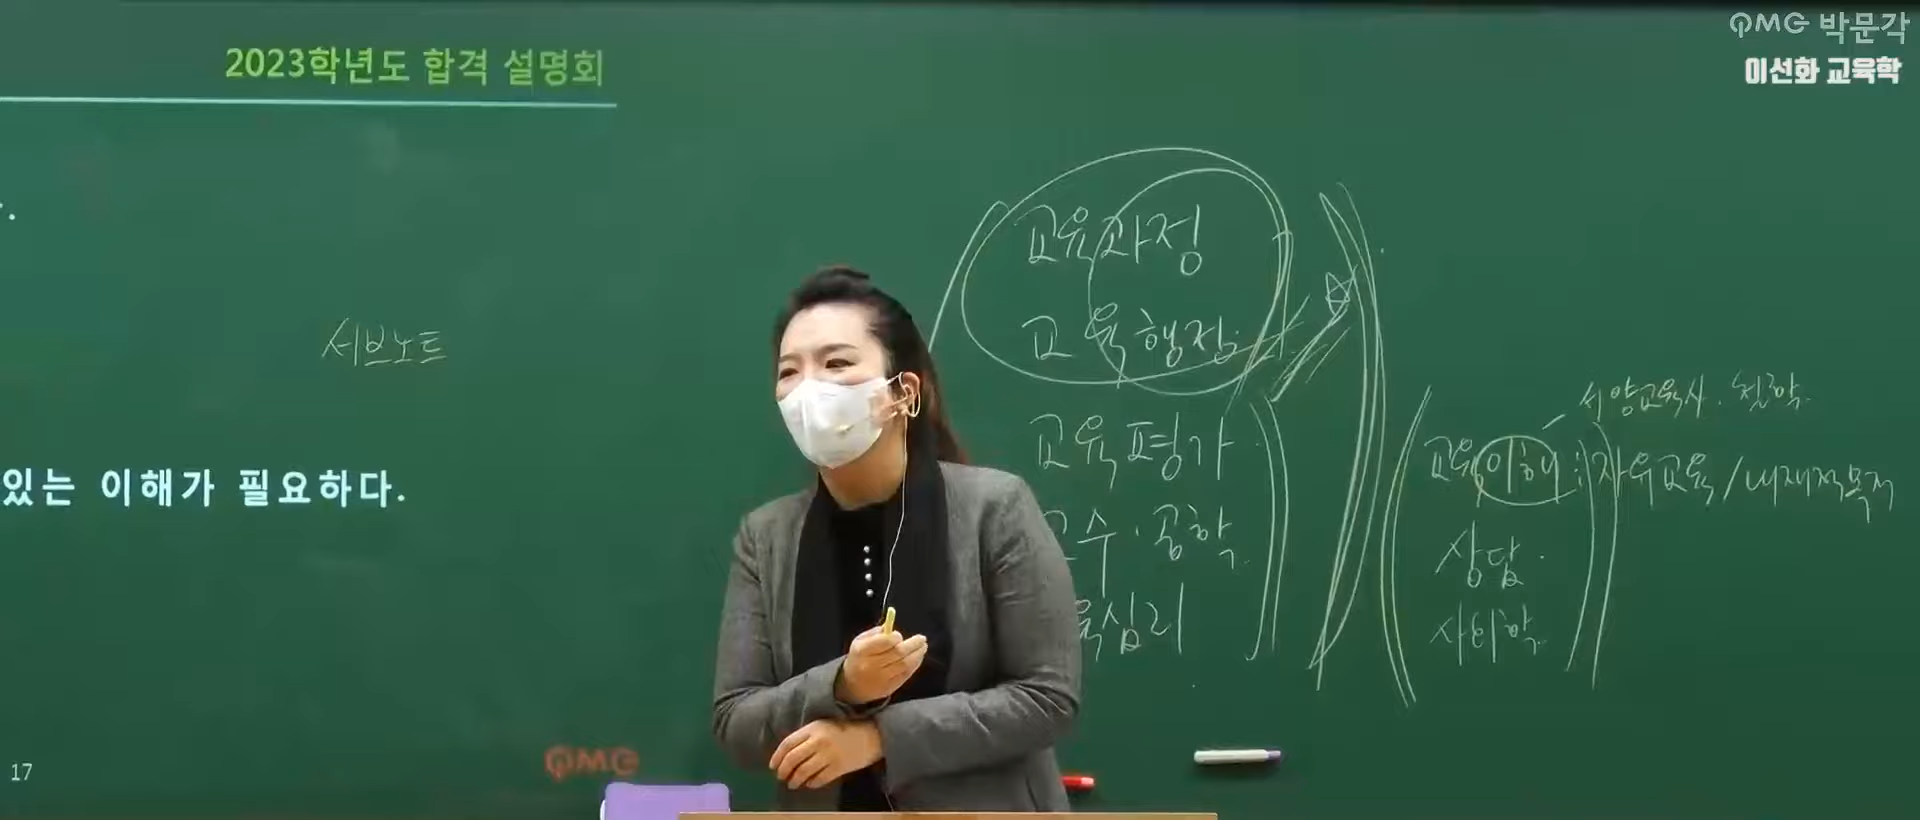 PMG 박문각
이선화 교육학
2023학년도 합격 설명회
서브노트
있는 이해가 필요하다.
교육과정
교육행정
교육평가
수·공학
육심리
서양교육사. 철학
교육이해 : 자유교육/내재적목적
상담
사회학
PMG
17